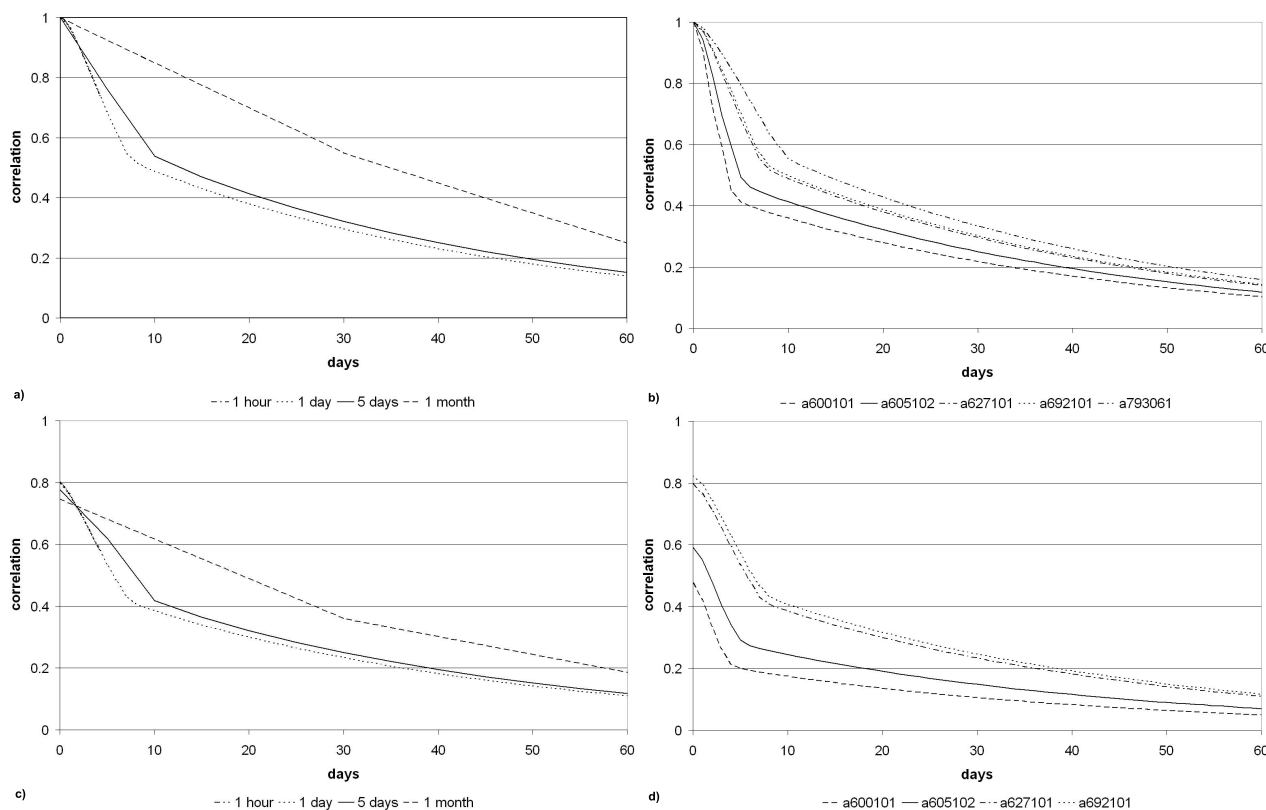 1
0.8
0.6
0.4
0.2
0
correlation
0 10 20 30 40 50 60
days
a)
1 hour 1 day 5 days 1 month
1
0.8
0.6
0.4
0.2
0
correlation
0 10 20 30 40 50 60
days
b)
a600101 a605102 a627101 a692101 a793061
1
0.8
0.6
0.4
0.2
0
correlation
0 10 20 30 40 50 60
days
c)
1 hour 1 day 5 days 1 month
1
0.8
0.6
0.4
0.2
0
correlation
0 10 20 30 40 50 60
days
d)
a600101 a605102 a627101 a692101